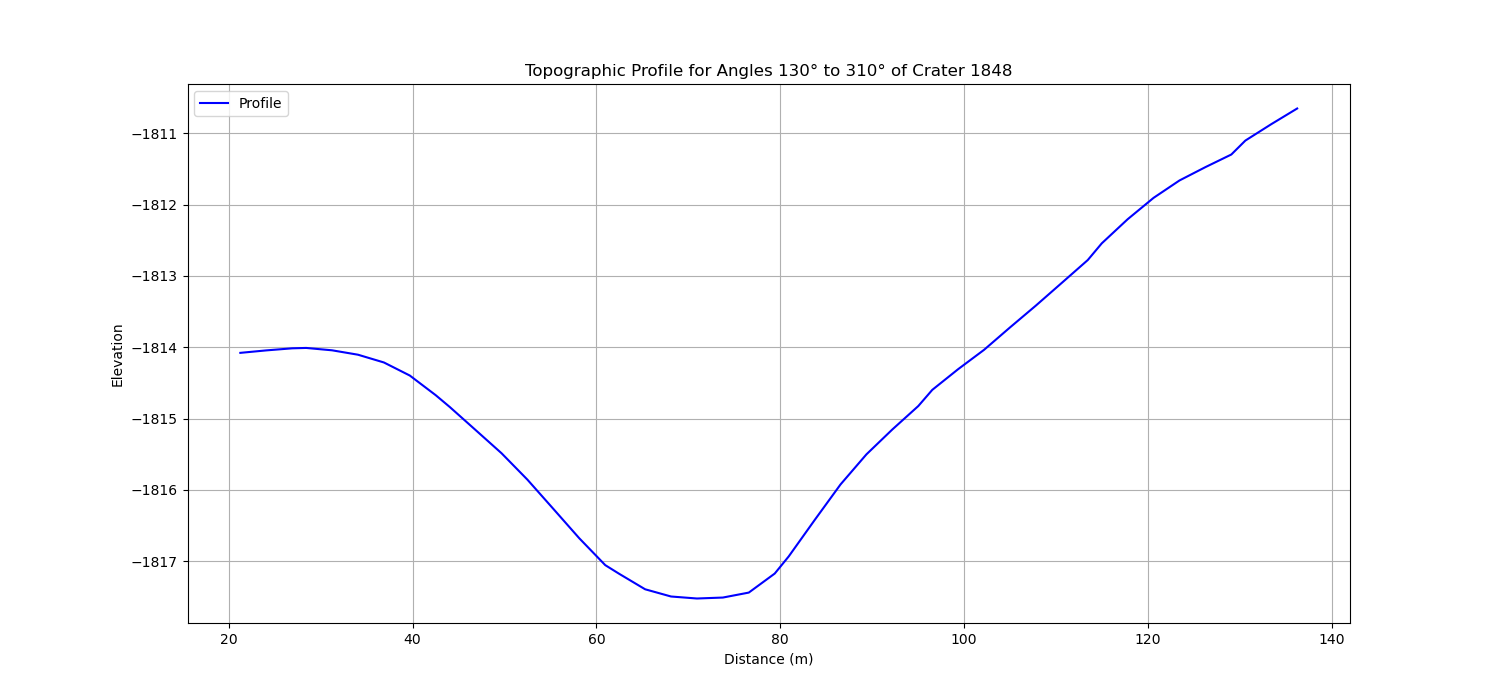 Topographic Profile for Angles 130° to 310° of Crater 1848
Profile
−1811
−1812
−1813
−1814
−1815
−1816
−1817
Elevation
20 40 60 80 100 120 140
Distance (m)